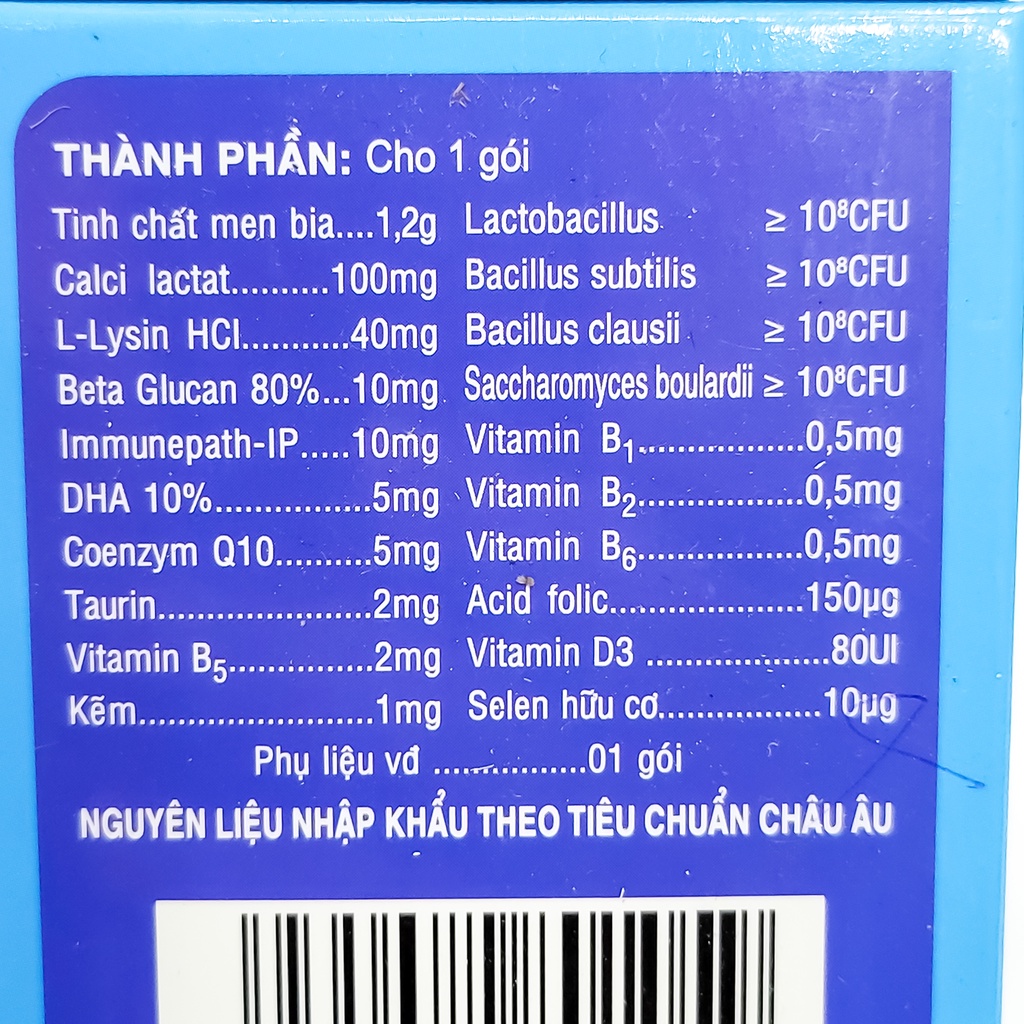 THÀNH PHẦN: Cho 1 gói
Tinh chất men bia....1,2g
Calci lactat..........100mg
L-Lysin HCl...........40mg
Beta Glucan 80%...10mg
Immunepath-IP.....10mg
DHA 10%................5mg
Coenzym Q10..........5mg
Taurin......................2mg
Vitamin B₅...............2mg
Kẽm........................1mg
Lactobacillus ≥ 10⁸CFU
Bacillus subtilis ≥ 10⁸CFU
Bacillus clausii ≥ 10⁸CFU
Saccharomyces boulardii ≥ 10⁸CFU
Vitamin B₁.................0,5mg
Vitamin B₂.................0,5mg
Vitamin B₆.................0,5mg
Acid folic....................150µg
Vitamin D3 ...................80UI
Selen hữu cơ.................10µg
Phụ liệu vđ ................01 gói
NGUYÊN LIỆU NHẬP KHẨU THEO TIÊU CHUẨN CHÂU ÂU